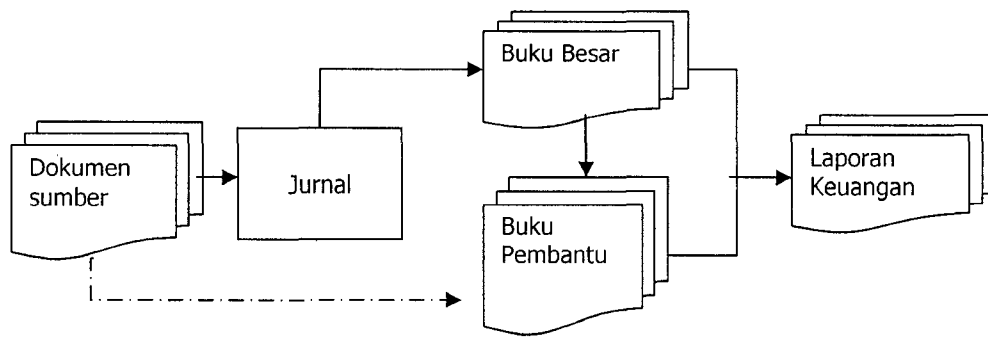 Dokumen
sumber
Jurnal
Buku Besar
Buku
Pembantu
Laporan
Keuangan